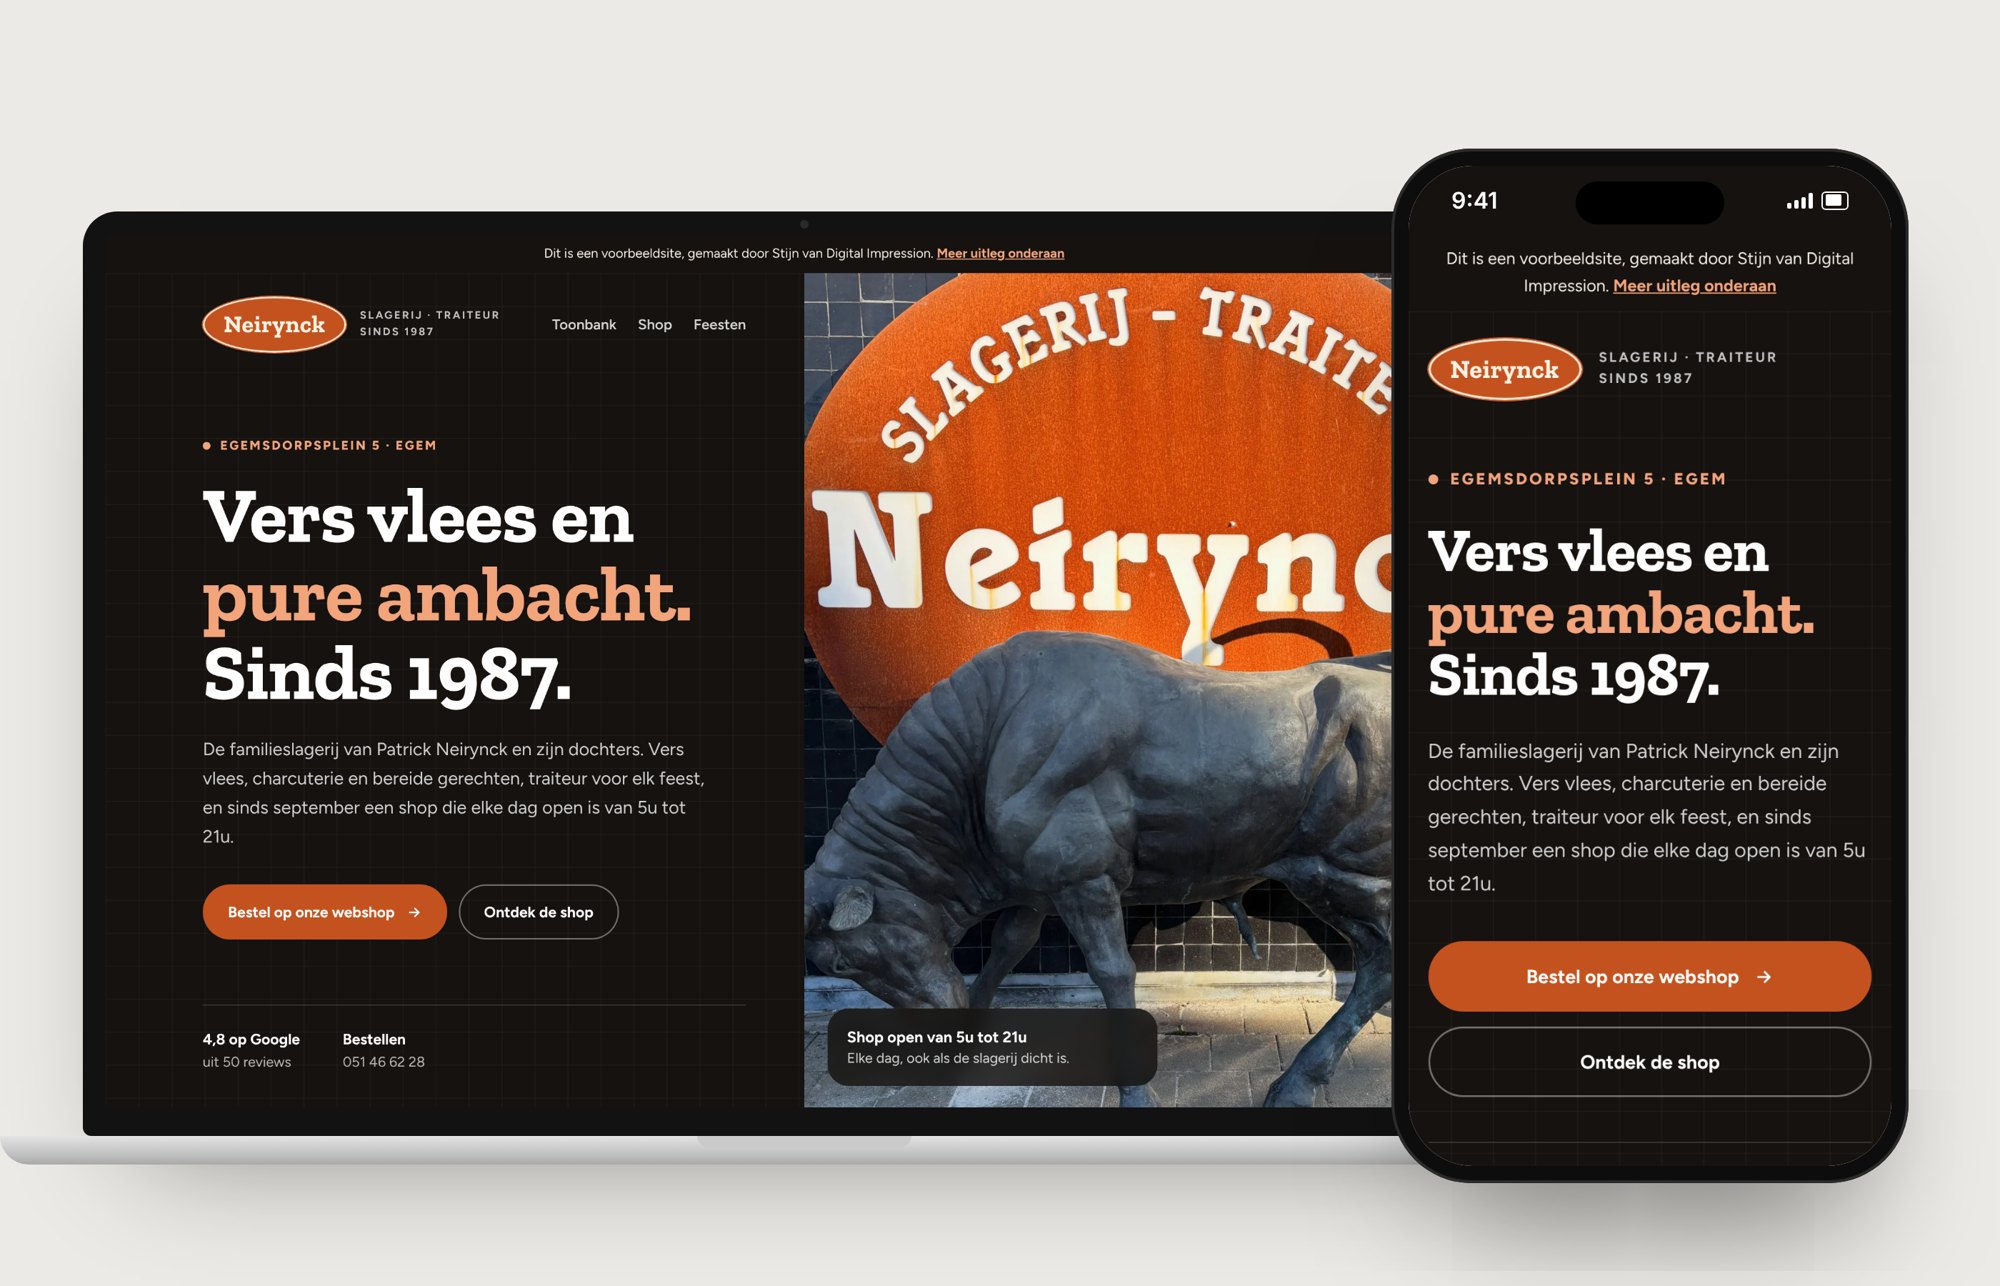 Dit is een voorbeeldsite, gemaakt door Stijn van Digital Impression. Meer uitleg onderaan
Neirynck
SLAGERIJ · TRAITEUR
SINDS 1987
Toonbank
Shop
Feesten
EGEMSDORPSPLEIN 5 · EGEM
Vers vlees en
pure ambacht.
Sinds 1987.
De familieslagerij van Patrick Neirynck en zijn dochters. Vers
vlees, charcuterie en bereide gerechten, traiteur voor elk feest,
en sinds september een shop die elke dag open is van 5u tot
21u.
Bestel op onze webshop →
Ontdek de shop
4,8 op Google
uit 50 reviews
Bestellen
051 46 62 28
SLAGERIJ – TRAITE
Neirync
Shop open van 5u tot 21u
Elke dag, ook als de slagerij dicht is.
9:41
Dit is een voorbeeldsite, gemaakt door Stijn van Digital
Impression. Meer uitleg onderaan
Neirynck
SLAGERIJ · TRAITEUR
SINDS 1987
EGEMSDORPSPLEIN 5 · EGEM
Vers vlees en
pure ambacht.
Sinds 1987.
De familieslagerij van Patrick Neirynck en zijn
dochters. Vers vlees, charcuterie en bereide
gerechten, traiteur voor elk feest, en sinds
september een shop die elke dag open is van 5u
tot 21u.
Bestel op onze webshop →
Ontdek de shop